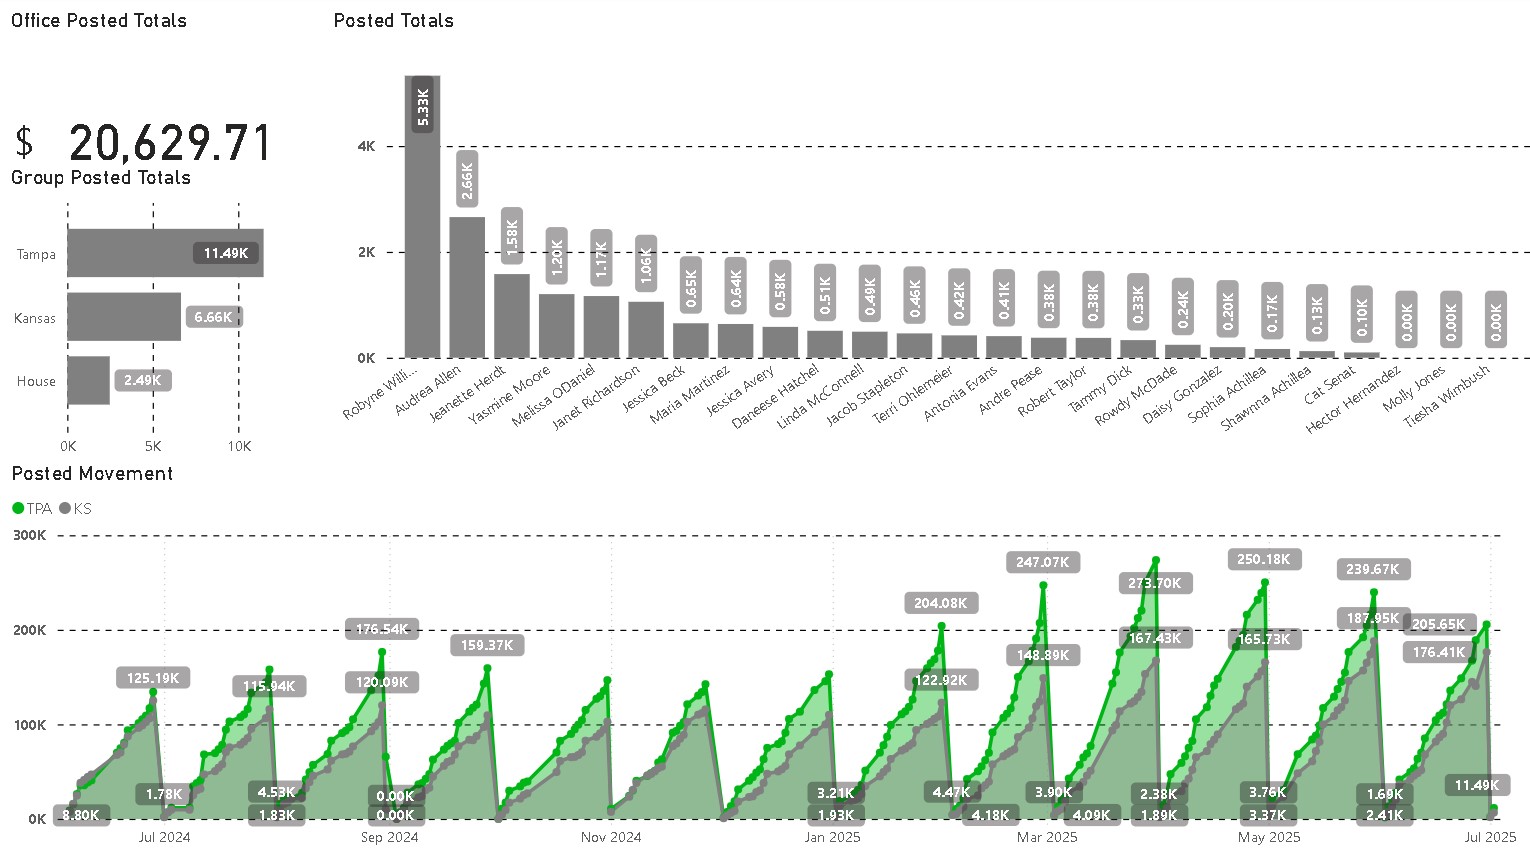 Office Posted Totals
Posted Totals
$ 20,629.71
Group Posted Totals
Tampa
11.49K
Kansas
6.66K
House
2.49K
0K
5K
10K
4K
2K
0K
5.33K
2.66K
1.58K
1.20K
1.17K
1.06K
0.65K
0.64K
0.58K
0.51K
0.49K
0.46K
0.42K
0.41K
0.38K
0.38K
0.33K
0.24K
0.20K
0.17K
0.13K
0.10K
0.00K
0.00K
0.00K
Robyne Willi...
Audrea Allen
Jeanette Herdt
Yasmine Moore
Melissa ODaniel
Janet Richardson
Jessica Beck
Maria Martinez
Jessica Avery
Daneese Hatchel
Linda McConnell
Jacob Stapleton
Terri Ohlemeier
Antonia Evans
Andre Pease
Robert Taylor
Tammy Dick
Rowdy McDade
Daisy Gonzalez
Sophia Achillea
Shawnna Achillea
Cat Senat
Hector Hernandez
Molly Jones
Tiesha Wimbush
Posted Movement
TPA KS
300K
200K
100K
0K
125.19K
115.94K
176.54K
120.09K
159.37K
204.08K
122.92K
247.07K
148.89K
273.70K
167.43K
250.18K
165.73K
239.67K
187.95K
205.65K
176.41K
8.80K
1.78K
4.53K
1.83K
0.00K
0.00K
3.21K
1.93K
4.47K
4.18K
3.90K
4.09K
2.38K
1.89K
3.76K
3.37K
1.69K
2.41K
11.49K
Jul 2024
Sep 2024
Nov 2024
Jan 2025
Mar 2025
May 2025
Jul 2025